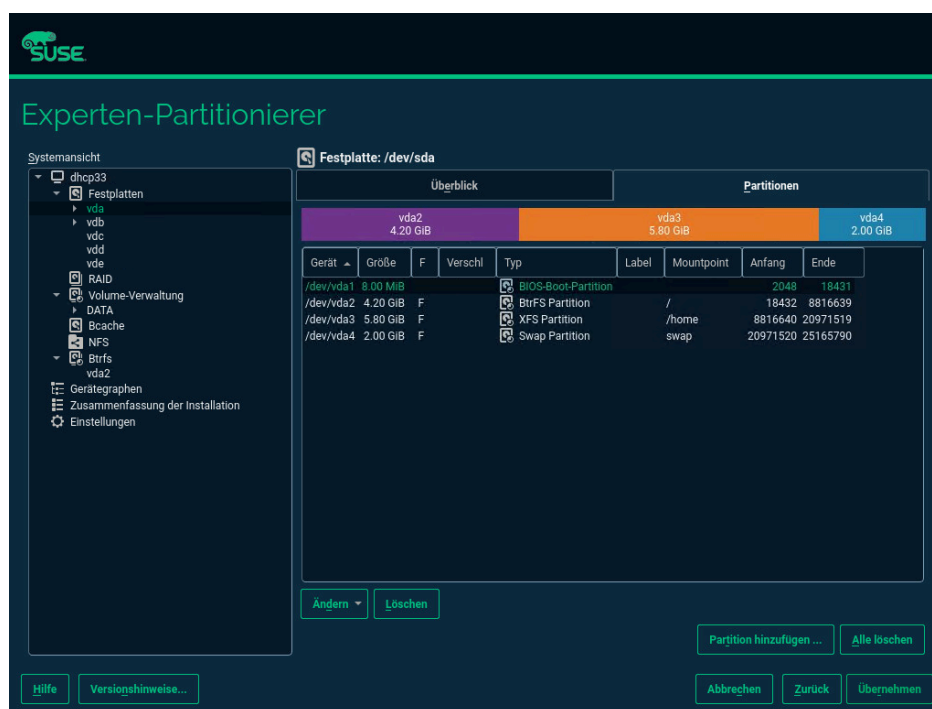 SUSE
Experten-Partitionierer
Systemansicht
dhcp33
Festplatten
vda
vdb
vdc
vdd
vde
RAID
Volume-Verwaltung
DATA
Bcache
NFS
Btrfs
vda2
Gerätegraphen
Zusammenfassung der Installation
Einstellungen
Festplatte: /dev/sda
Überblick Partitionen
vda2 vda3 vda4
4.20 GiB 5.80 GiB 2.00 GiB
Gerät Größe F Verschl Typ Label Mountpoint Anfang Ende
/dev/vda1 8.00 MiB BIOS-Boot-Partition 2048 18431
/dev/vda2 4.20 GiB F BtrFS Partition / 18432 8816639
/dev/vda3 5.80 GiB F XFS Partition /home 8816640 20971519
/dev/vda4 2.00 GiB F Swap Partition swap 20971520 25165790
Ändern Löschen
Partition hinzufügen ... Alle löschen
Hilfe Versionshinweise... Abbrechen Zurück Übernehmen